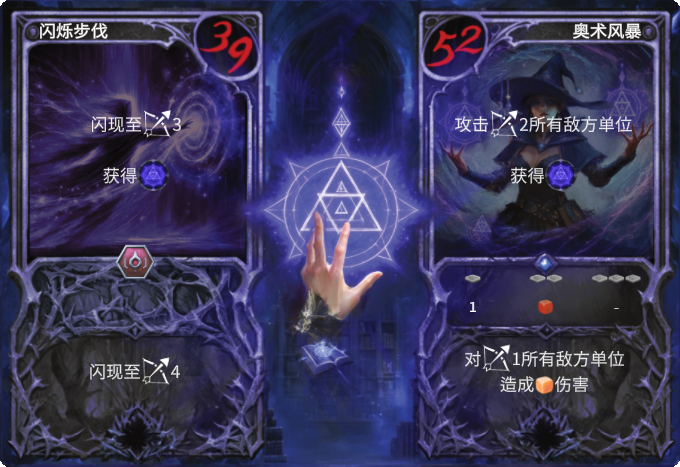 闪烁步伐
39
闪现至3
获得
闪现至4
52
奥术风暴
攻击2所有敌方单位
获得
1
-
对1所有敌方单位
造成伤害